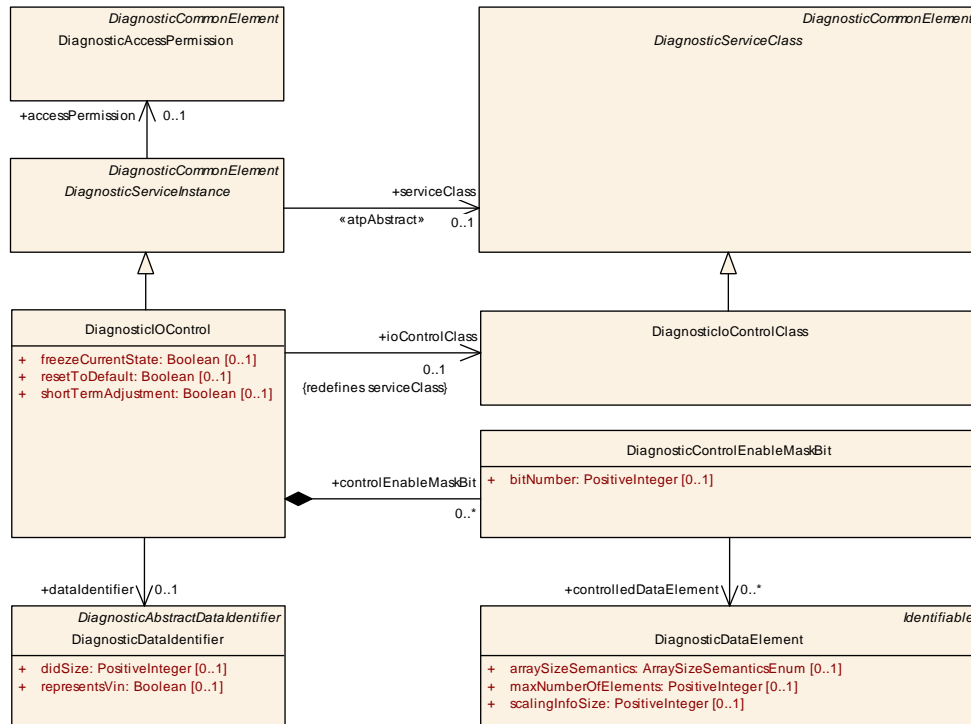 DiagnosticCommonElement
DiagnosticAccessPermission
DiagnosticCommonElement
DiagnosticServiceClass
+accessPermission
0..1
DiagnosticCommonElement
DiagnosticServiceInstance
+serviceClass
«atpAbstract»
0..1
DiagnosticIOControl
+ freezeCurrentState: Boolean [0..1]
+ resetToDefault: Boolean [0..1]
+ shortTermAdjustment: Boolean [0..1]
+ioControlClass
0..1
{redefines serviceClass}
DiagnosticIoControlClass
+controlEnableMaskBit
0..*
DiagnosticControlEnableMaskBit
+ bitNumber: PositiveInteger [0..1]
+dataIdentifier
0..1
+controlledDataElement
0..*
DiagnosticAbstractDataIdentifier
DiagnosticDataIdentifier
+ didSize: PositiveInteger [0..1]
+ representsVin: Boolean [0..1]
Identifiable
DiagnosticDataElement
+ arraySizeSemantics: ArraySizeSemanticsEnum [0..1]
+ maxNumberOfElements: PositiveInteger [0..1]
+ scalingInfoSize: PositiveInteger [0..1]